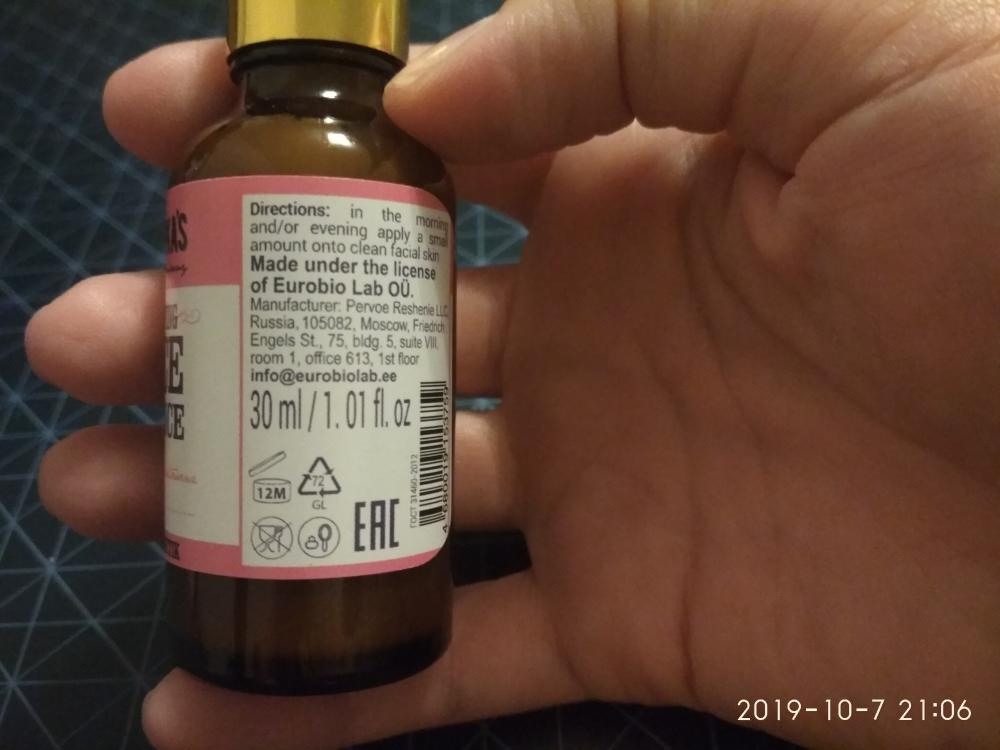 Directions: in the morning
and/or evening apply a small
amount onto clean facial skin
Made under the license
of Eurobio Lab OÜ.
Manufacturer: Pervoe Reshenie LLC,
Russia, 105082, Moscow, Friedrich
Engels St., 75, bldg. 5, suite VIII,
room 1, office 613, 1st floor
info@eurobiolab.ee
30 ml / 1. 01 fl. oz
12M
72
GL
EAC
ГОСТ 31460-2012
2019-10-7 21:06